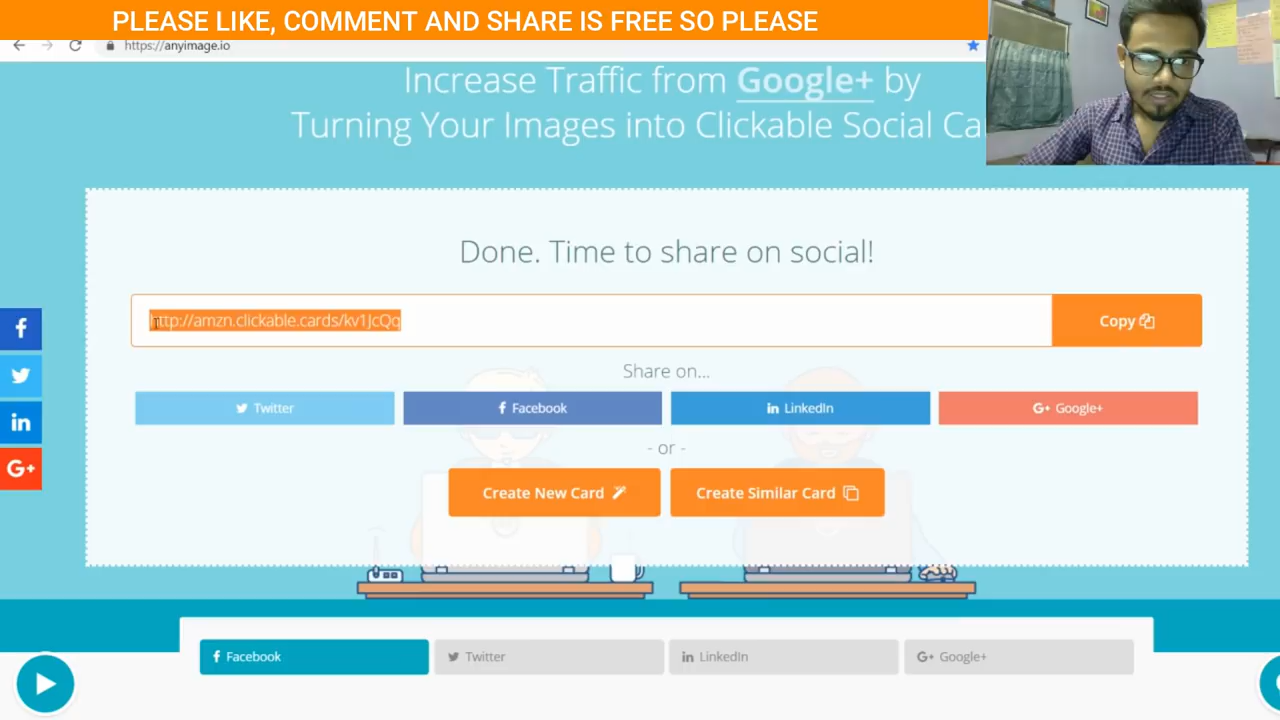 PLEASE LIKE, COMMENT AND SHARE IS FREE SO PLEASE
https://anyimage.io
Increase Traffic from Google+ by
Turning Your Images into Clickable Social Ca
Done. Time to share on social!
http://amzn.clickable.cards/kv1JcQq
Copy
Share on...
Twitter
Facebook
LinkedIn
Google+
- or -
Create New Card
Create Similar Card
Facebook
Twitter
LinkedIn
Google+